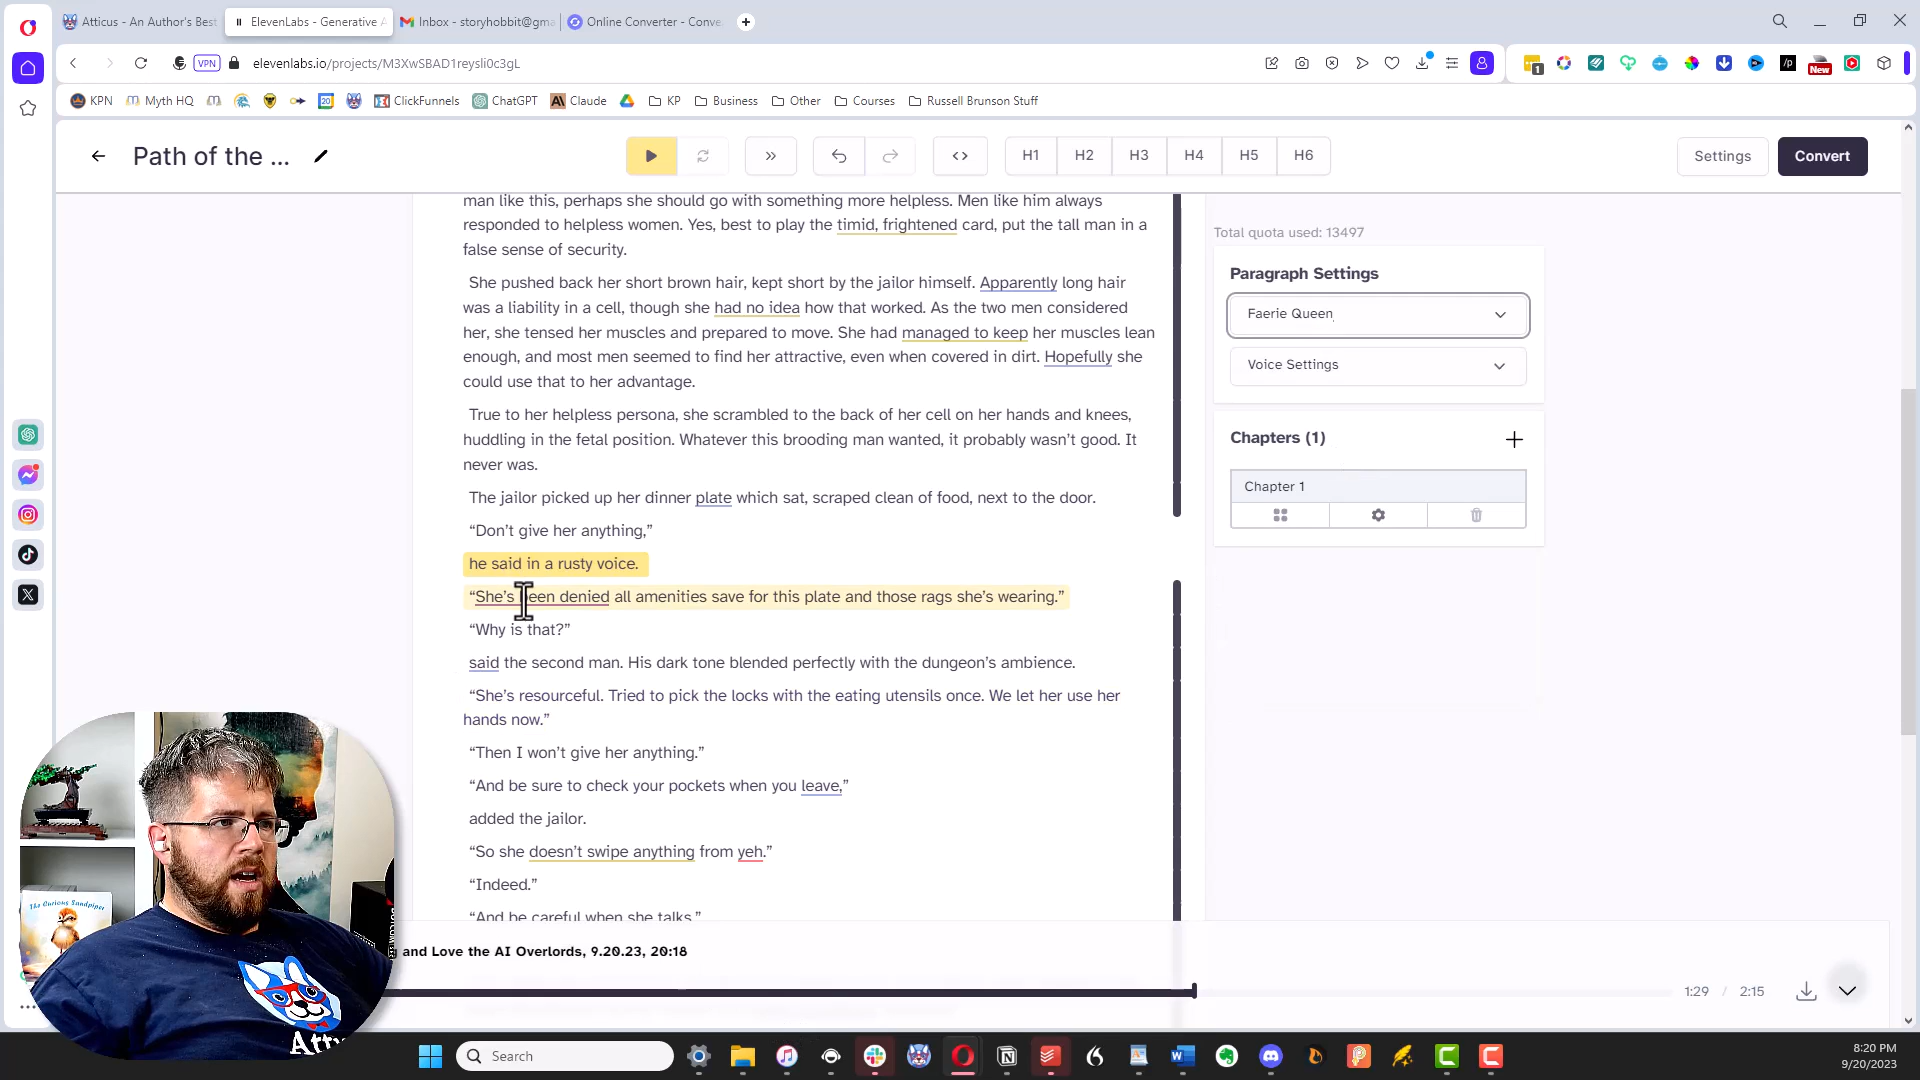 Atticus - An Author's Best
ElevenLabs - Generative A
Inbox - storyhobbit@gma
Online Converter - Conve
VPN
elevenlabs.io/projects/M3XwSBAD1reysli0c3gL
1
/p
New
KPN
Myth HQ
20
ClickFunnels
ChatGPT
Claude
KP
Business
Other
Courses
Russell Brunson Stuff
Path of the ...
H1
H2
H3
H4
H5
H6
Settings
Convert
man like this, perhaps she should go with something more helpless. Men like him always
responded to helpless women. Yes, best to play the timid, frightened card, put the tall man in a
false sense of security.
She pushed back her short brown hair, kept short by the jailor himself. Apparently long hair
was a liability in a cell, though she had no idea how that worked. As the two men considered
her, she tensed her muscles and prepared to move. She had managed to keep her muscles lean
enough, and most men seemed to find her attractive, even when covered in dirt. Hopefully she
could use that to her advantage.
True to her helpless persona, she scrambled to the back of her cell on her hands and knees,
huddling in the fetal position. Whatever this brooding man wanted, it probably wasn't good. It
never was.
The jailor picked up her dinner plate which sat, scraped clean of food, next to the door.
“Don't give her anything,”
he said in a rusty voice.
“She's been denied all amenities save for this plate and those rags she's wearing.”
“Why is that?”
said the second man. His dark tone blended perfectly with the dungeon's ambience.
“She's resourceful. Tried to pick the locks with the eating utensils once. We let her use her
hands now.”
“Then I won't give her anything.”
“And be sure to check your pockets when you leave,”
added the jailor.
“So she doesn't swipe anything from yeh.”
“Indeed.”
“And be careful when she talks.”
Total quota used: 13497
Paragraph Settings
Faerie Queen
Voice Settings
Chapters (1)
Chapter 1
and Love the AI Overlords, 9.20.23, 20:18
1:29 / 2:15
The Curious Sandpiper
Search
8:20 PM
9/20/2023